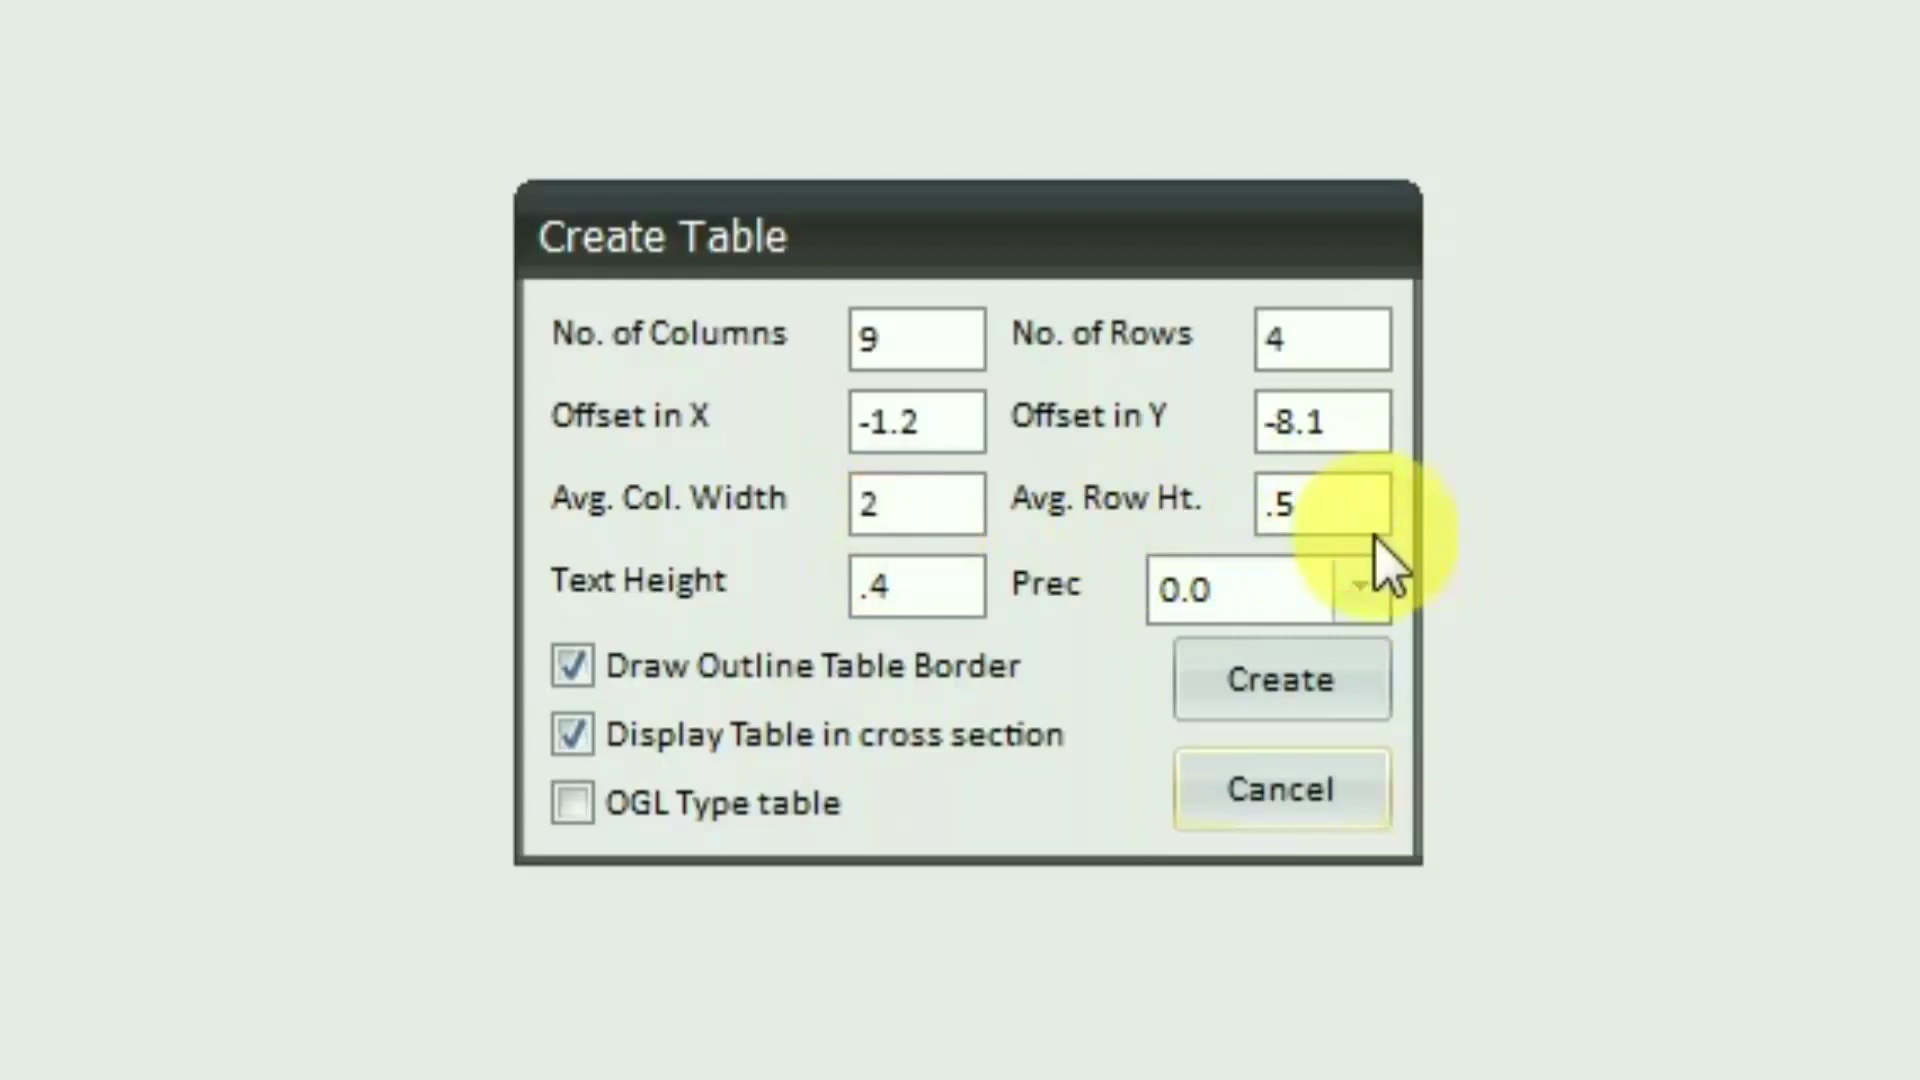 Create Table
No. of Columns 9 No. of Rows 4
Offset in X -1.2 Offset in Y -8.1
Avg. Col. Width 2 Avg. Row Ht. .5
Text Height .4 Prec 0.0
Draw Outline Table Border
Create
Display Table in cross section
Cancel
OGL Type table